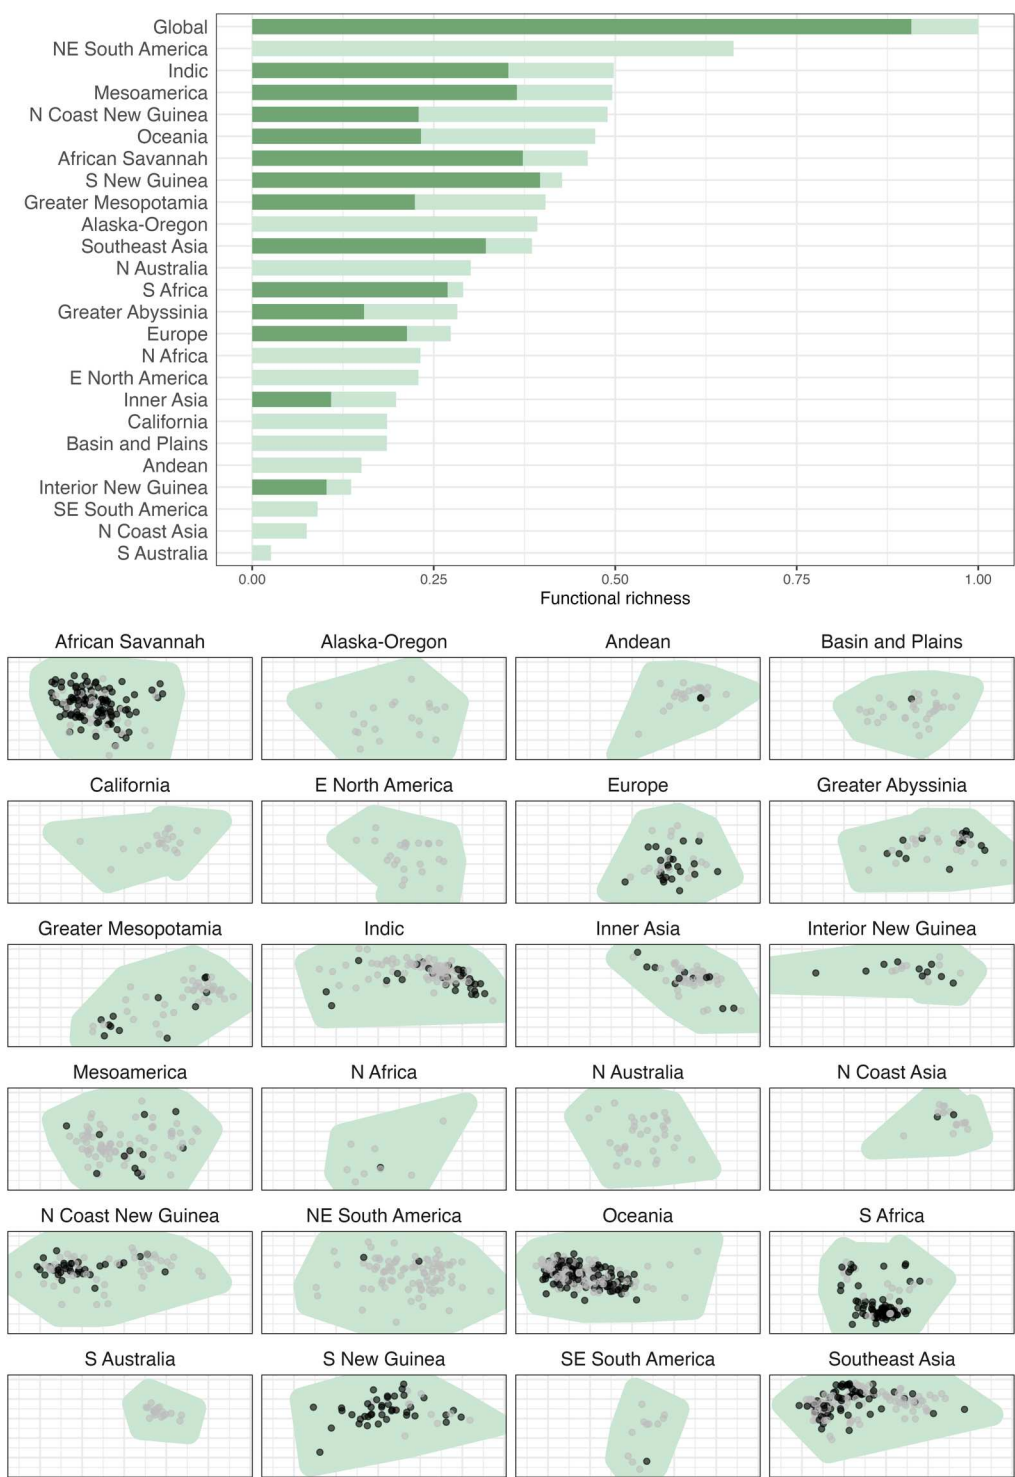 Global
NE South America
Indic
Mesoamerica
N Coast New Guinea
Oceania
African Savannah
S New Guinea
Greater Mesopotamia
Alaska-Oregon
Southeast Asia
N Australia
S Africa
Greater Abyssinia
Europe
N Africa
E North America
Inner Asia
California
Basin and Plains
Andean
Interior New Guinea
SE South America
N Coast Asia
S Australia
0.00 0.25 0.50 0.75 1.00
Functional richness
African Savannah Alaska-Oregon Andean Basin and Plains
California E North America Europe Greater Abyssinia
Greater Mesopotamia Indic Inner Asia Interior New Guinea
Mesoamerica N Africa N Australia N Coast Asia
N Coast New Guinea NE South America Oceania S Africa
S Australia S New Guinea SE South America Southeast Asia